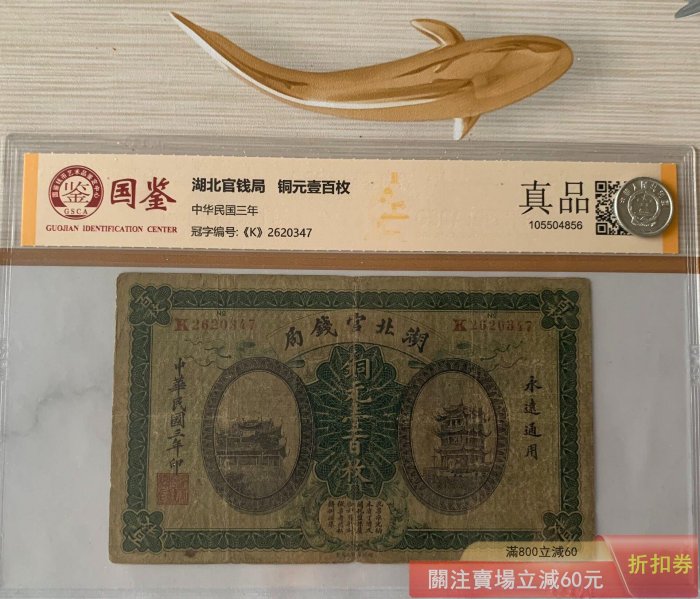 国鉴
GSCA
GUOJIAN IDENTIFICATION CENTER
湖北官钱局 铜元壹百枚
中华民国三年
冠字编号:《K》2620347
真品
105504856
K2620347
K2620347
局錢官北湖
銅元壹百枚
永遠通用
中華民國三年印
滿800立減60
關注賣場立減60元
折扣券